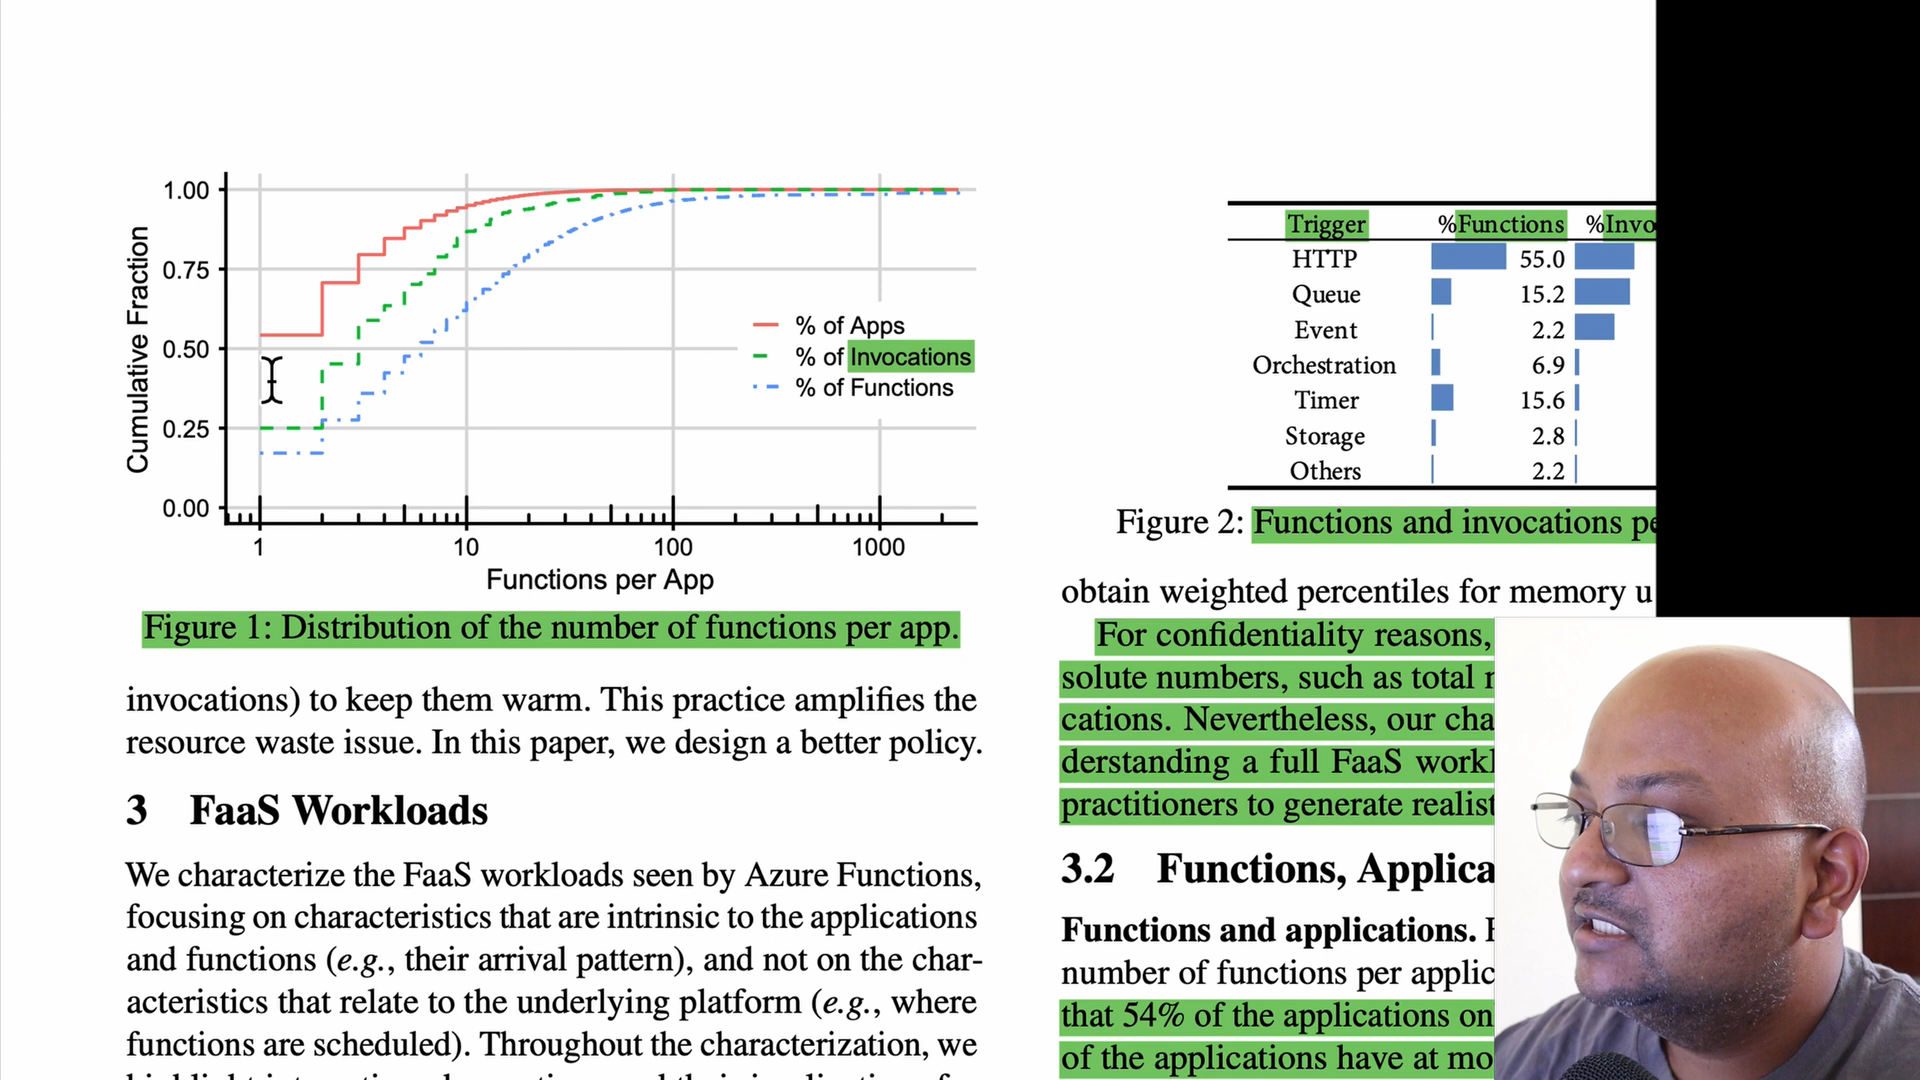 1.00
0.75
0.50
0.25
0.00
Cumulative Fraction
% of Apps
% of Invocations
% of Functions
1 10 100 1000
Functions per App
Figure 1: Distribution of the number of functions per app.
invocations) to keep them warm. This practice amplifies the
resource waste issue. In this paper, we design a better policy.
3 FaaS Workloads
We characterize the FaaS workloads seen by Azure Functions,
focusing on characteristics that are intrinsic to the applications
and functions (e.g., their arrival pattern), and not on the char-
acteristics that relate to the underlying platform (e.g., where
functions are scheduled). Throughout the characterization, we
Trigger %Functions %Invo
HTTP 55.0
Queue 15.2
Event 2.2
Orchestration 6.9
Timer 15.6
Storage 2.8
Others 2.2
Figure 2: Functions and invocations pe
obtain weighted percentiles for memory u
For confidentiality reasons,
solute numbers, such as total
cations. Nevertheless, our cha
derstanding a full FaaS work
practitioners to generate realist
3.2 Functions, Applica
Functions and applications.
number of functions per applic
that 54% of the applications on
of the applications have at mo